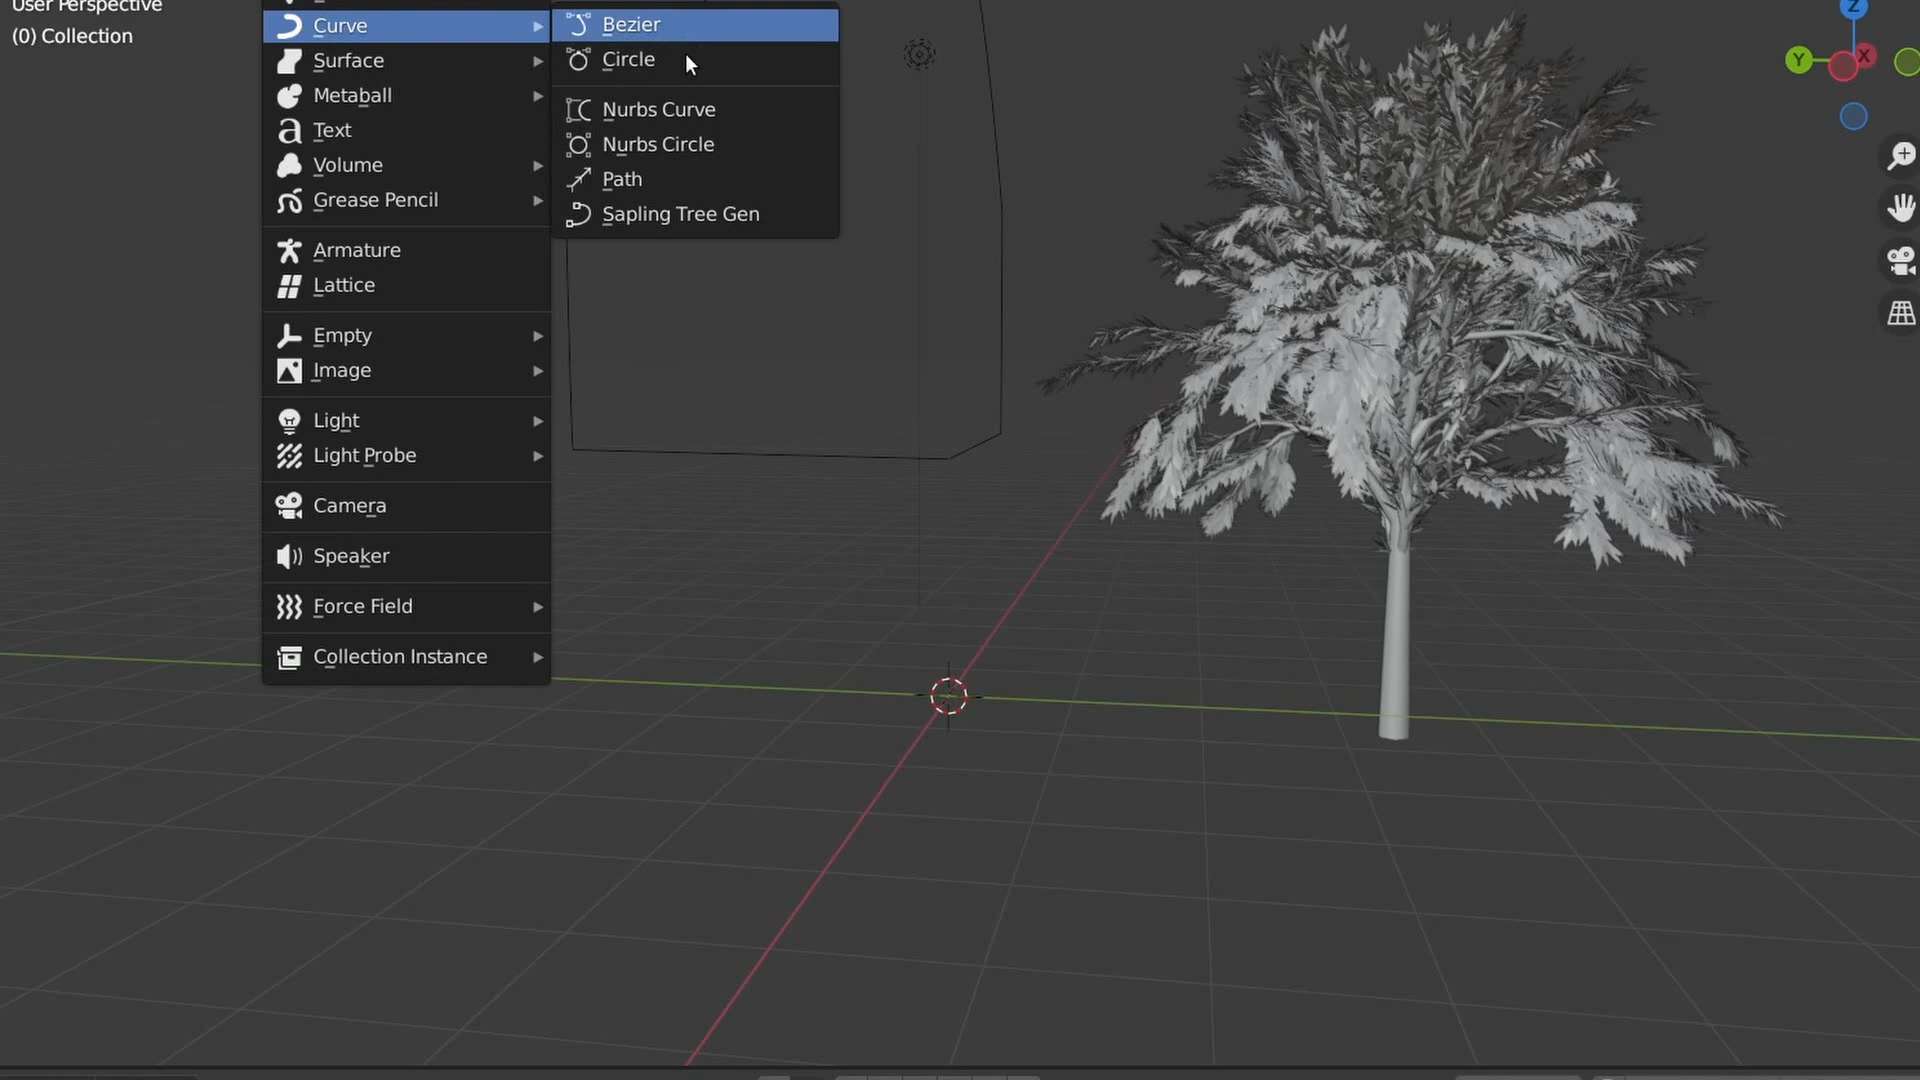 User Perspective
(0) Collection
Curve
Surface
Metaball
Text
Volume
Grease Pencil
Armature
Lattice
Empty
Image
Light
Light Probe
Camera
Speaker
Force Field
Collection Instance
Bezier
Circle
Nurbs Curve
Nurbs Circle
Path
Sapling Tree Gen
Z
Y
X